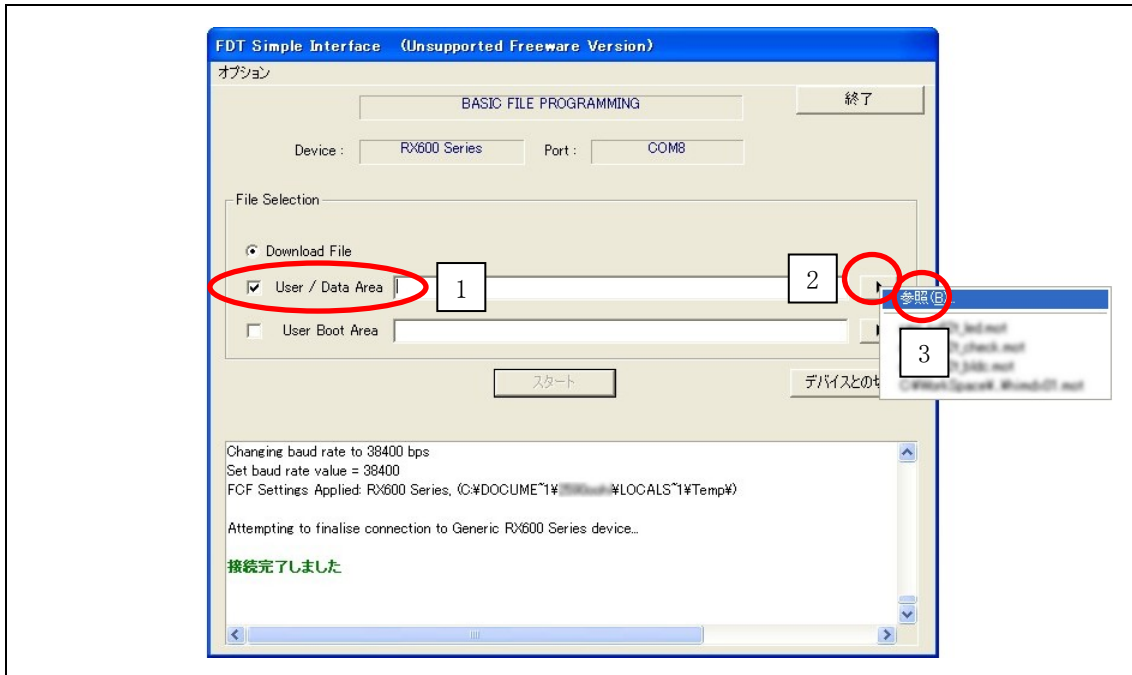 FDT Simple Interface (Unsupported Freeware Version)
オプション
BASIC FILE PROGRAMMING
終了
Device : RX600 Series Port : COM8
File Selection
Download File
User / Data Area 1 2
参照(B)...
User Boot Area
3
スタート
デバイスとの
Changing baud rate to 38400 bps
Set baud rate value = 38400
FCF Settings Applied: RX600 Series, (C:¥DOCUME~1¥ ¥LOCALS~1¥Temp¥)
Attempting to finalise connection to Generic RX600 Series device...
接続完了しました